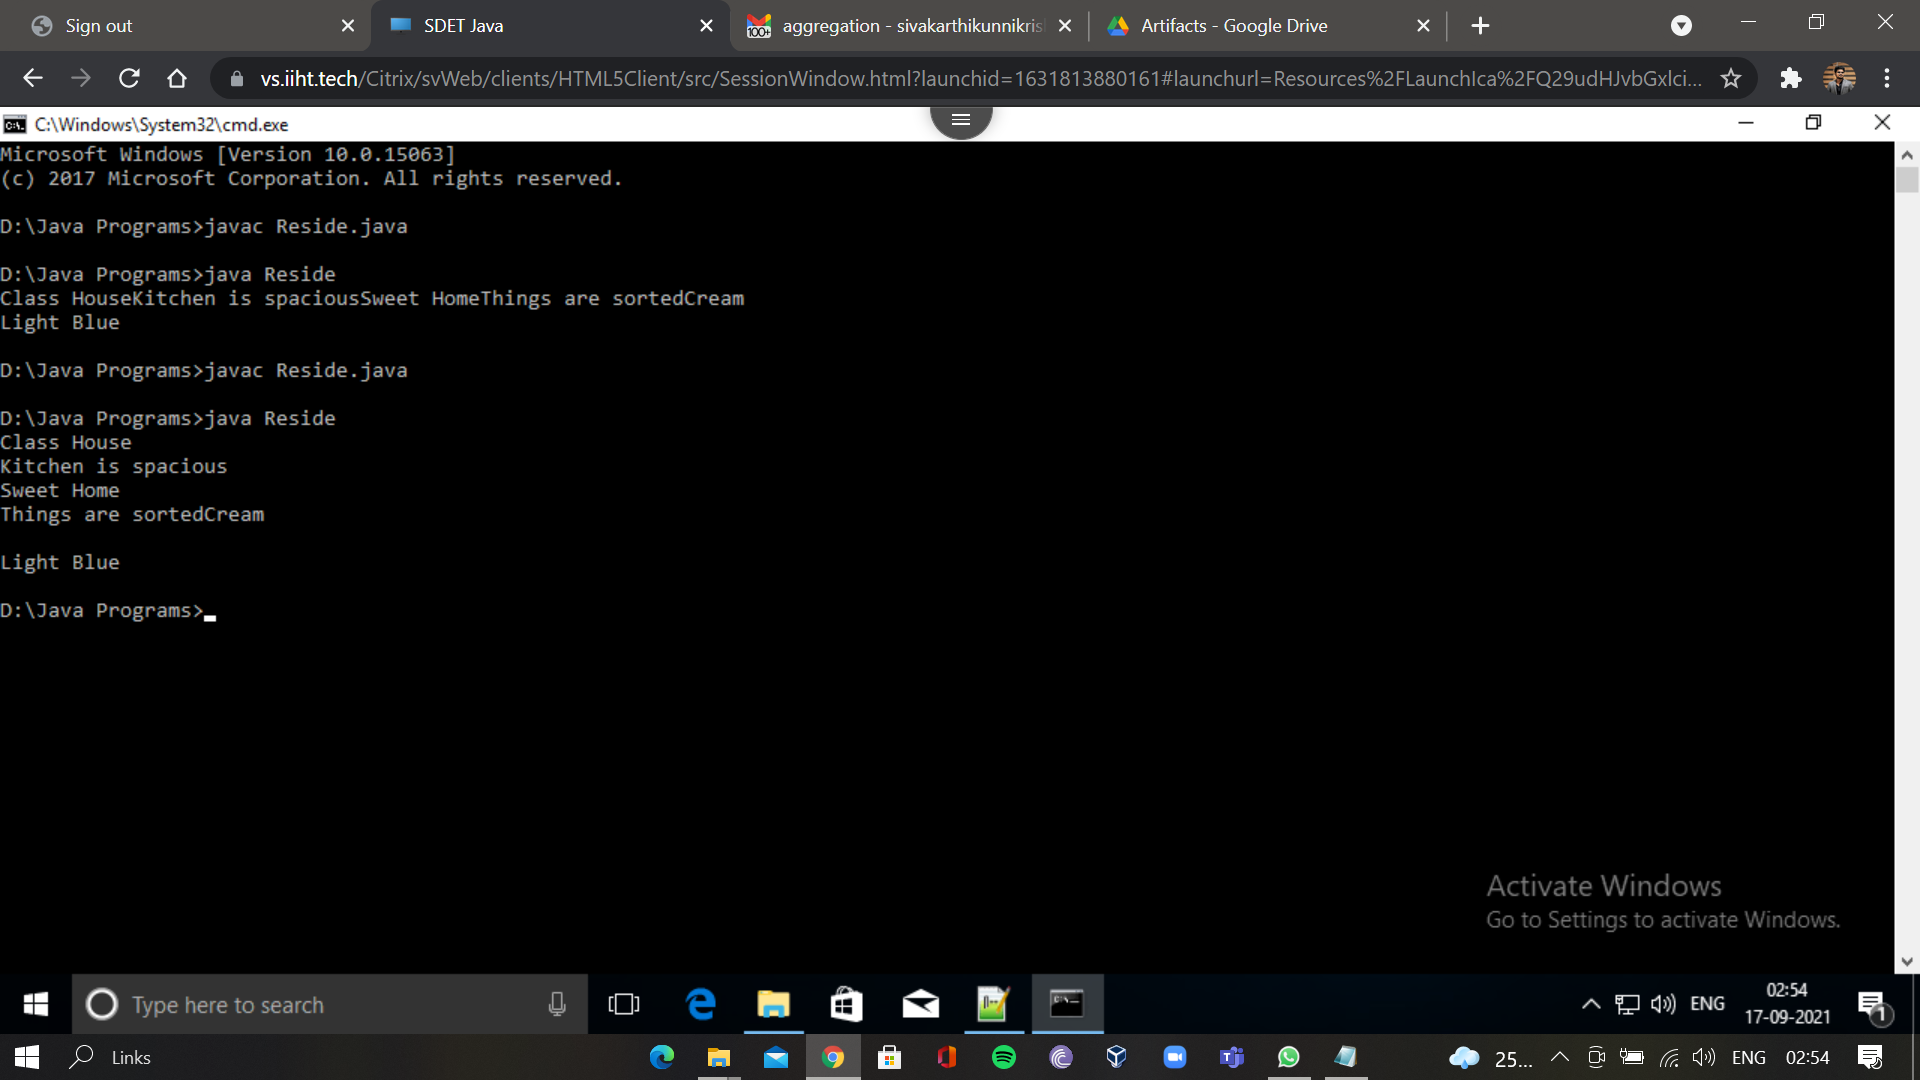 Sign out
SDET Java
aggregation - sivakarthikunnikris
Artifacts - Google Drive
vs.iiht.tech/Citrix/svWeb/clients/HTML5Client/src/SessionWindow.html?launchid=1631813880161#launchurl=Resources%2FLaunchIca%2FQ29udHJvbGxlci...
C:\Windows\System32\cmd.exe
Microsoft Windows [Version 10.0.15063]
(c) 2017 Microsoft Corporation. All rights reserved.
D:\Java Programs>javac Reside.java
D:\Java Programs>java Reside
Class HouseKitchen is spaciousSweet HomeThings are sortedCream
Light Blue
D:\Java Programs>javac Reside.java
D:\Java Programs>java Reside
Class House
Kitchen is spacious
Sweet Home
Things are sortedCream
Light Blue
D:\Java Programs>
Activate Windows
Go to Settings to activate Windows.
Type here to search
ENG
02:54
17-09-2021
1
Links
25...
ENG
02:54